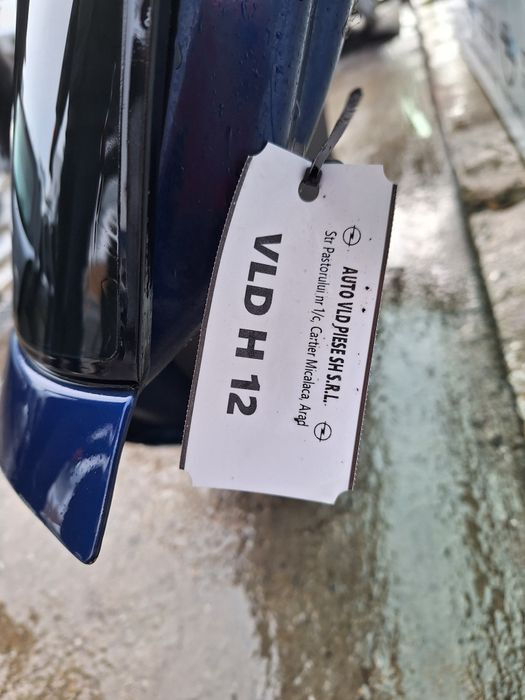 AUTO VLD PIESE SH S.R.L.
Str Pastorului nr 1/c, Cartier Micalaca, Arad
VLD H 12